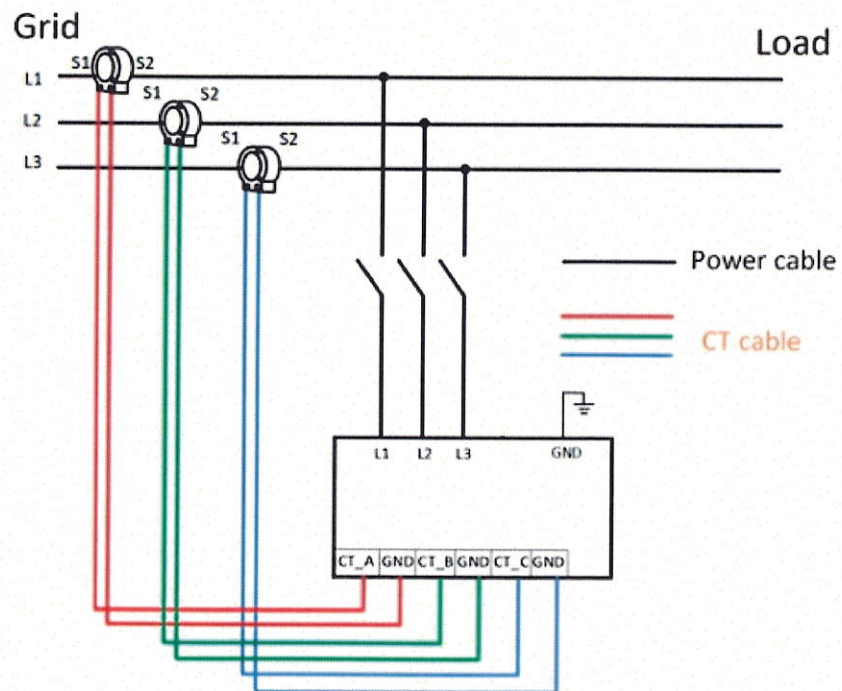 Grid
Load
S1 S2
L1
S1 S2
L2
S1 S2
L3
Power cable
CT cable
L1 L2 L3 GND
CT_A GND CT_B GND CT_C GND